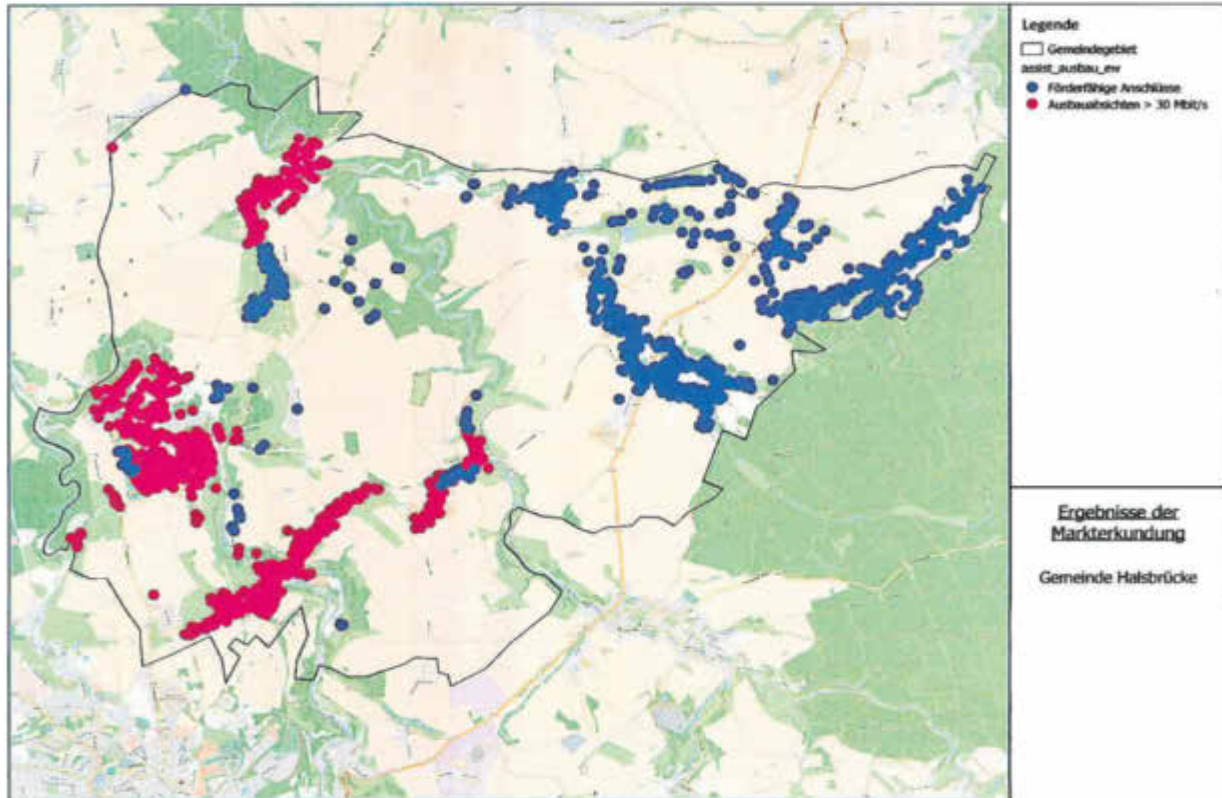 Legende
Gemeindegebiet
assist_ausbau_ew
Förderfähige Anschlüsse
Ausbauabsichten > 30 Mbit/s
Ergebnisse der
Markterkundung
Gemeinde Halsbrücke